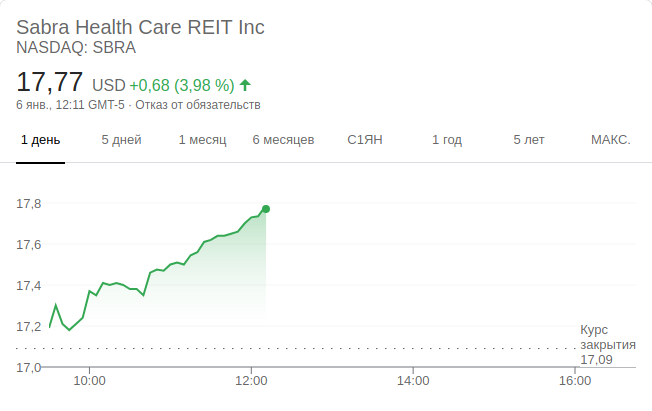 Sabra Health Care REIT Inc
NASDAQ: SBRA
17,77 USD +0,68 (3,98 %)
6 янв., 12:11 GMT-5 · Отказ от обязательств
1 день 5 дней 1 месяц 6 месяцев С1ЯН 1 год 5 лет МАКС.
17,8
17,6
17,4
17,2
Курс
закрытия
17,09
17,0
10:00 12:00 14:00 16:00